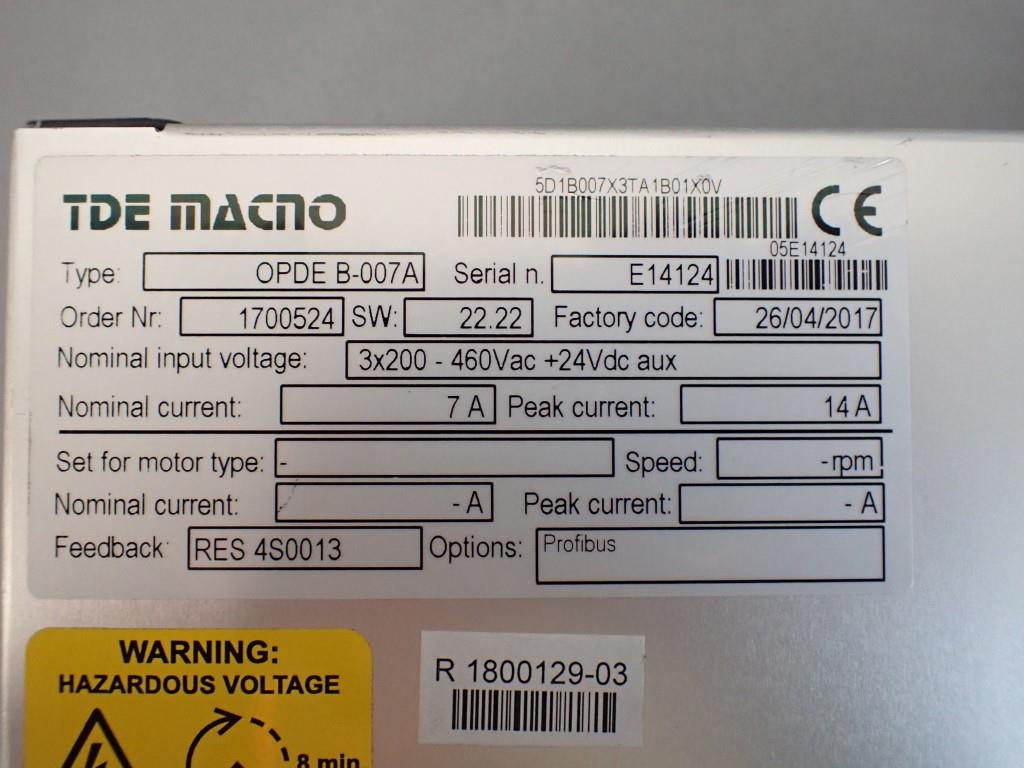 TDE MACNO
5D1B007X3TA1B01X0V
CE
05E14124
Type: OPDE B-007A Serial n. E14124
Order Nr: 1700524 SW: 22.22 Factory code: 26/04/2017
Nominal input voltage: 3x200 - 460Vac +24Vdc aux
Nominal current: 7 A Peak current: 14 A
Set for motor type: - Speed: -rpm
Nominal current: - A Peak current: - A
Feedback: RES 4S0013 Options: Profibus
WARNING:
HAZARDOUS VOLTAGE
8 min
R 1800129-03